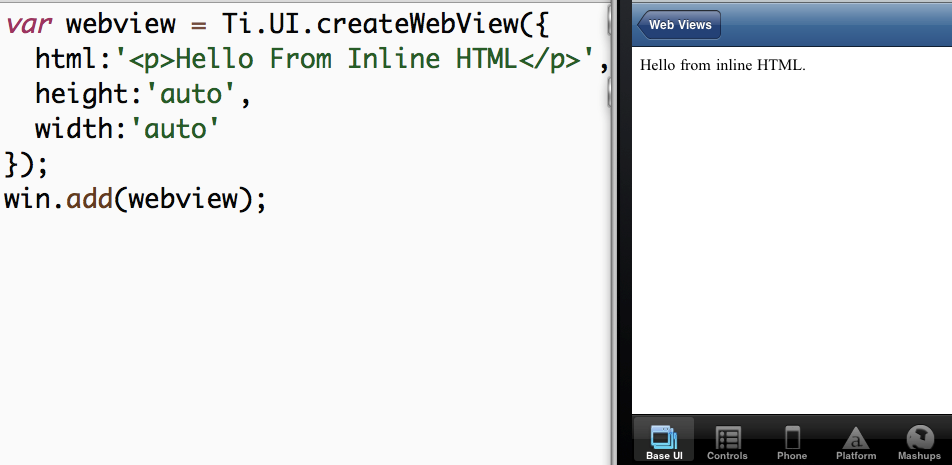 var webview = Ti.UI.createWebView({
  html:'<p>Hello From Inline HTML</p>',
  height:'auto',
  width:'auto'
});
win.add(webview);
Web Views
Hello from inline HTML.
Base UI
Controls
Phone
Platform
Mashups